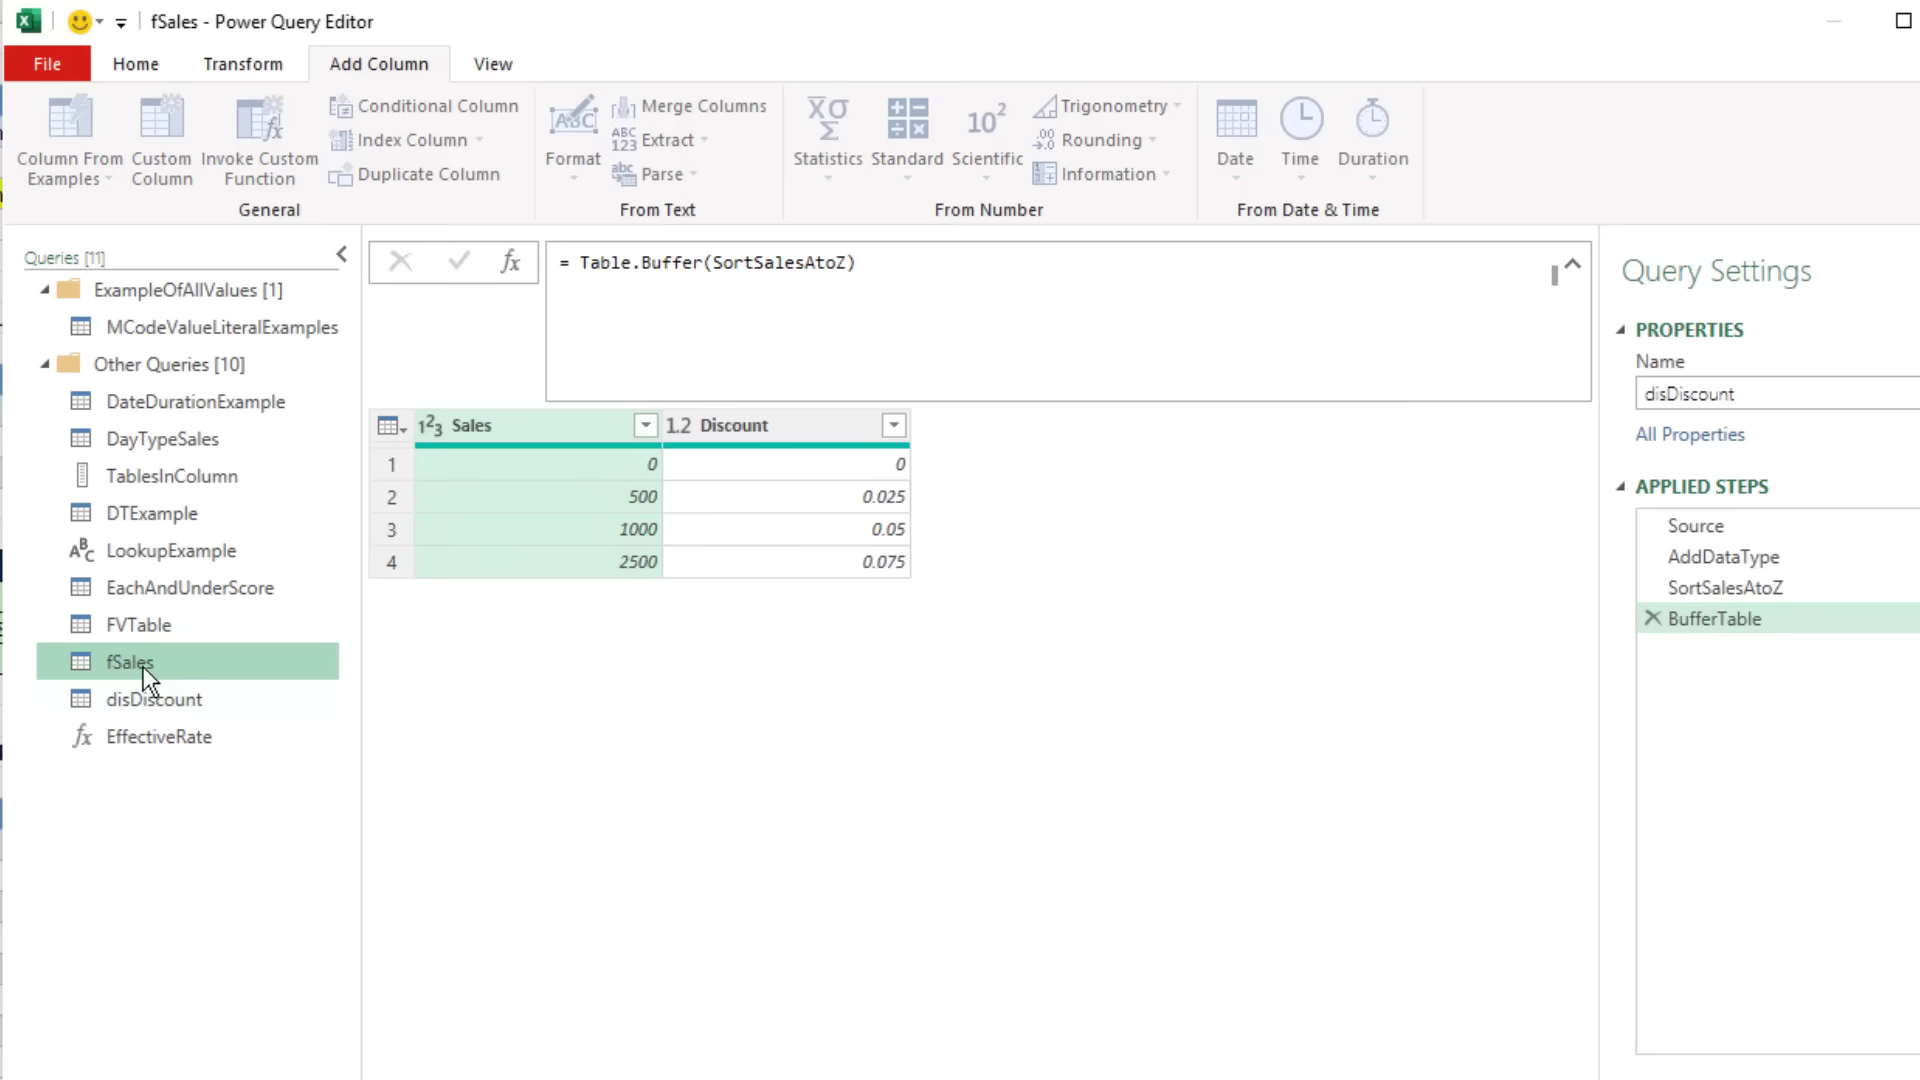 fSales - Power Query Editor
File
Home
Transform
Add Column
View
Column From
Examples
Custom
Column
Invoke Custom
Function
Conditional Column
Index Column
Duplicate Column
General
Format
Merge Columns
Extract
Parse
From Text
Statistics
Standard
Scientific
Trigonometry
Rounding
Information
From Number
Date
Time
Duration
From Date & Time
Queries [11]
ExampleOfAllValues [1]
MCodeValueLiteralExamples
Other Queries [10]
DateDurationExample
DayTypeSales
TablesInColumn
DTExample
LookupExample
EachAndUnderScore
FVTable
fSales
disDiscount
EffectiveRate
= Table.Buffer(SortSalesAtoZ)
Sales
1.2 Discount
1 0 0
2 500 0.025
3 1000 0.05
4 2500 0.075
Query Settings
PROPERTIES
Name
disDiscount
All Properties
APPLIED STEPS
Source
AddDataType
SortSalesAtoZ
BufferTable